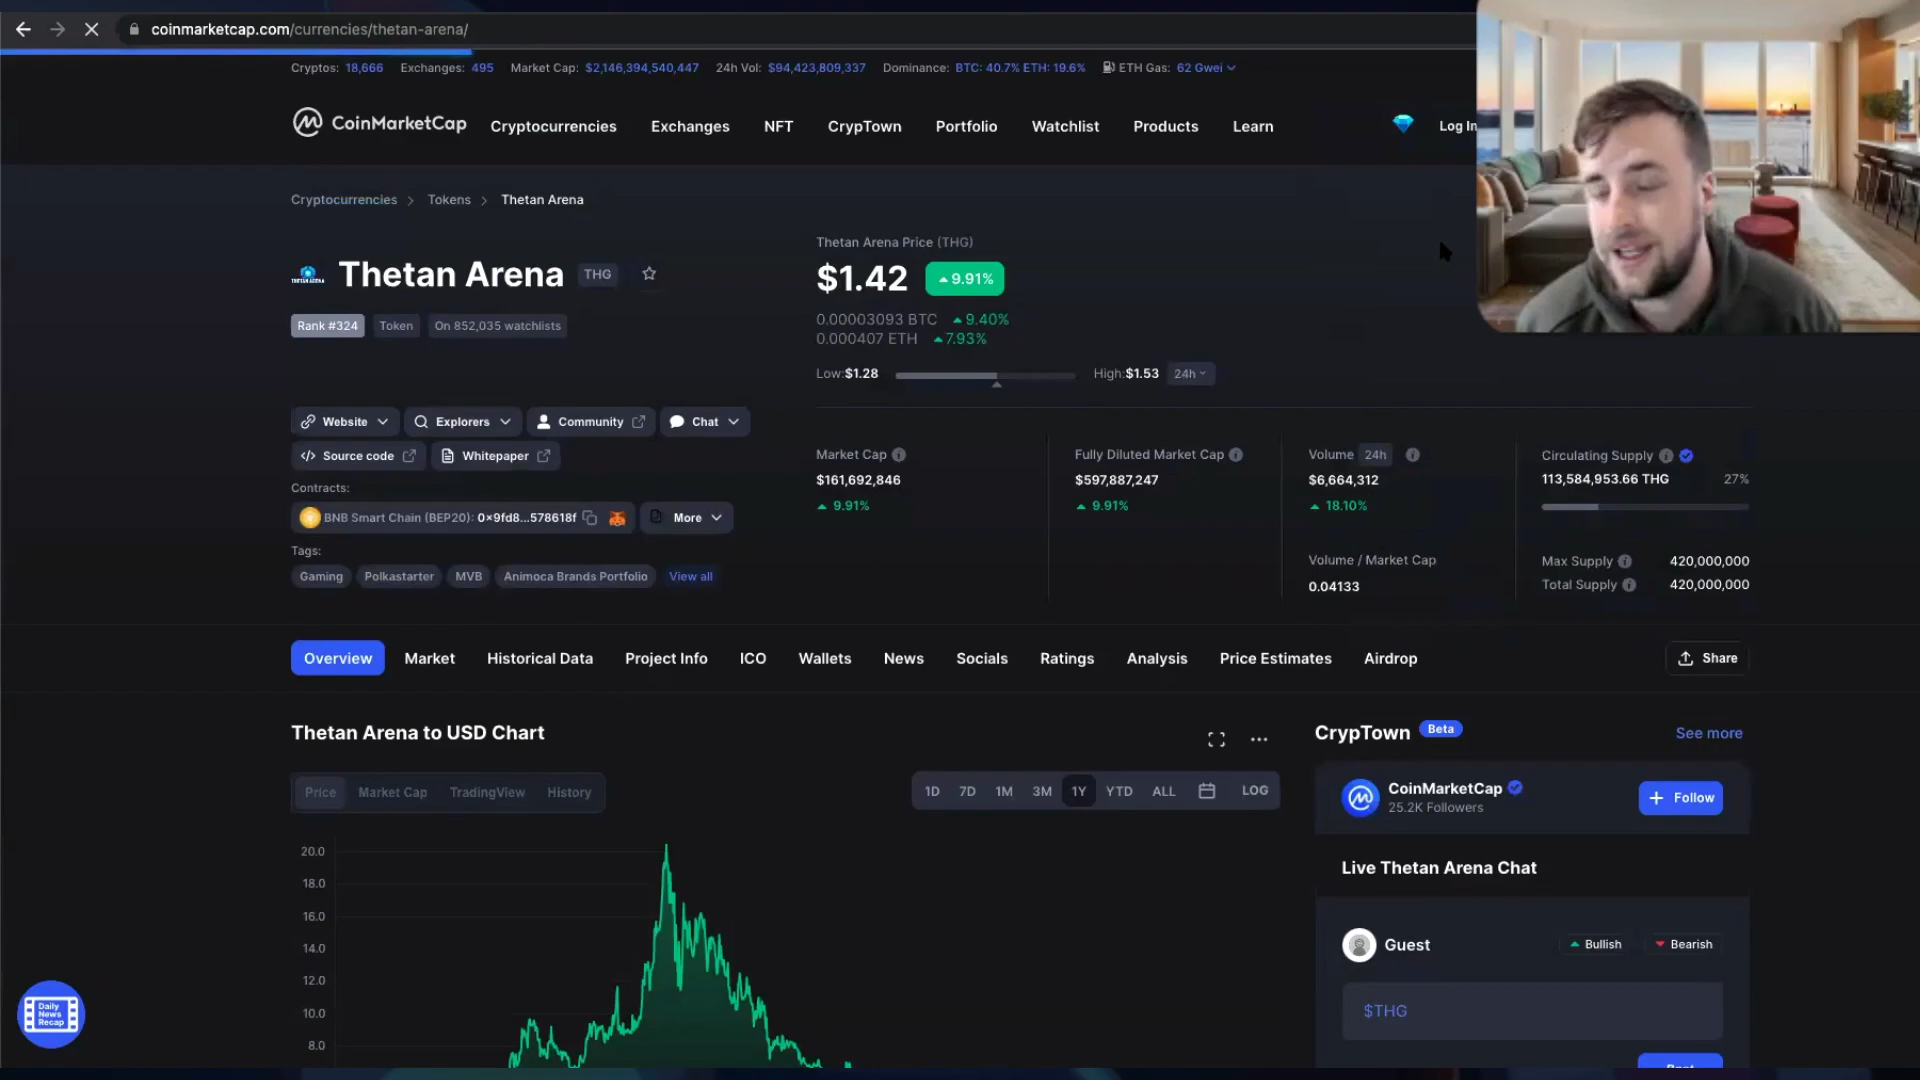 coinmarketcap.com/currencies/thetan-arena/
Cryptos: 18,666 Exchanges: 495 Market Cap: $2,146,394,540,447 24h Vol: $94,423,809,337 Dominance: BTC: 40.7% ETH: 19.6% ETH Gas: 62 Gwei
CoinMarketCap Cryptocurrencies Exchanges NFT CrypTown Portfolio Watchlist Products Learn Log In
Cryptocurrencies > Tokens > Thetan Arena
Thetan Arena THG
Rank #324 Token On 852,035 watchlists
Website Explorers Community Chat
</> Source code Whitepaper
Contracts:
BNB Smart Chain (BEP20): 0x9fd8...578618f More
Tags:
Gaming Polkastarter MVB Animoca Brands Portfolio View all
Thetan Arena Price (THG)
$1.42 9.91%
0.00003093 BTC 9.40%
0.000407 ETH 7.93%
Low:$1.28 High:$1.53 24h
Market Cap
$161,692,846
9.91%
Fully Diluted Market Cap
$597,887,247
9.91%
Volume 24h
$6,664,312
18.10%
Volume / Market Cap
0.04133
Circulating Supply
113,584,953.66 THG 27%
Max Supply 420,000,000
Total Supply 420,000,000
Overview Market Historical Data Project Info ICO Wallets News Socials Ratings Analysis Price Estimates Airdrop Share
Thetan Arena to USD Chart
Price Market Cap TradingView History
1D 7D 1M 3M 1Y YTD ALL LOG
20.0
18.0
16.0
14.0
12.0
10.0
8.0
CrypTown Beta See more
CoinMarketCap
25.2K Followers
+ Follow
Live Thetan Arena Chat
Guest Bullish Bearish
$THG
Daily
News
Recap